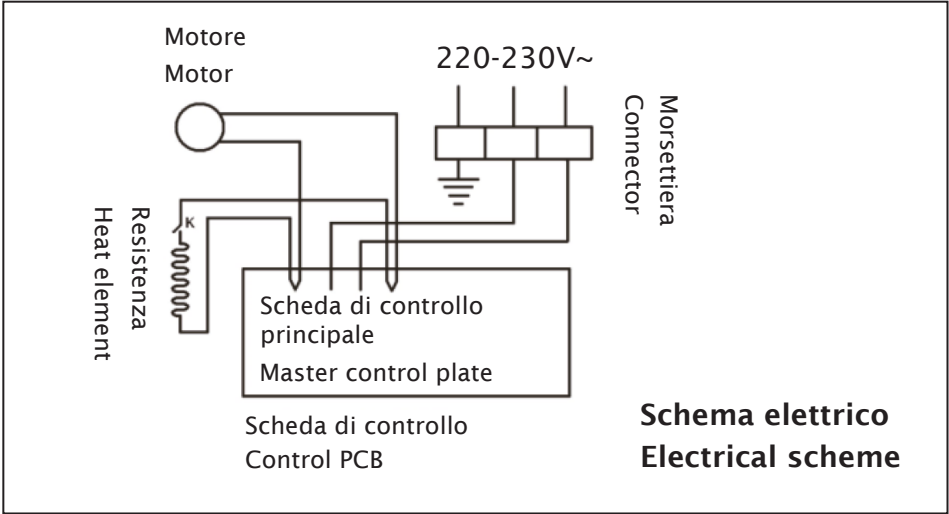 Motore
Motor
220-230V~
Morsettiera
Connector
K
Resistenza
Heat element
Scheda di controllo
principale
Master control plate
Scheda di controllo
Control PCB
Schema elettrico
Electrical scheme